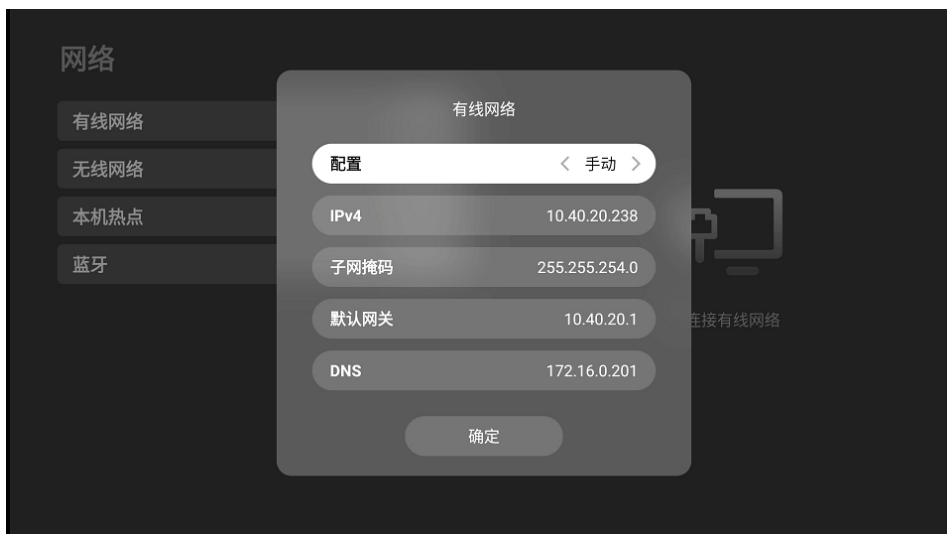 网络
有线网络
无线网络
本机热点
蓝牙
有线网络
配置 手动
IPv4 10.40.20.238
子网掩码 255.255.254.0
默认网关 10.40.20.1
DNS 172.16.0.201
确定
连接有线网络